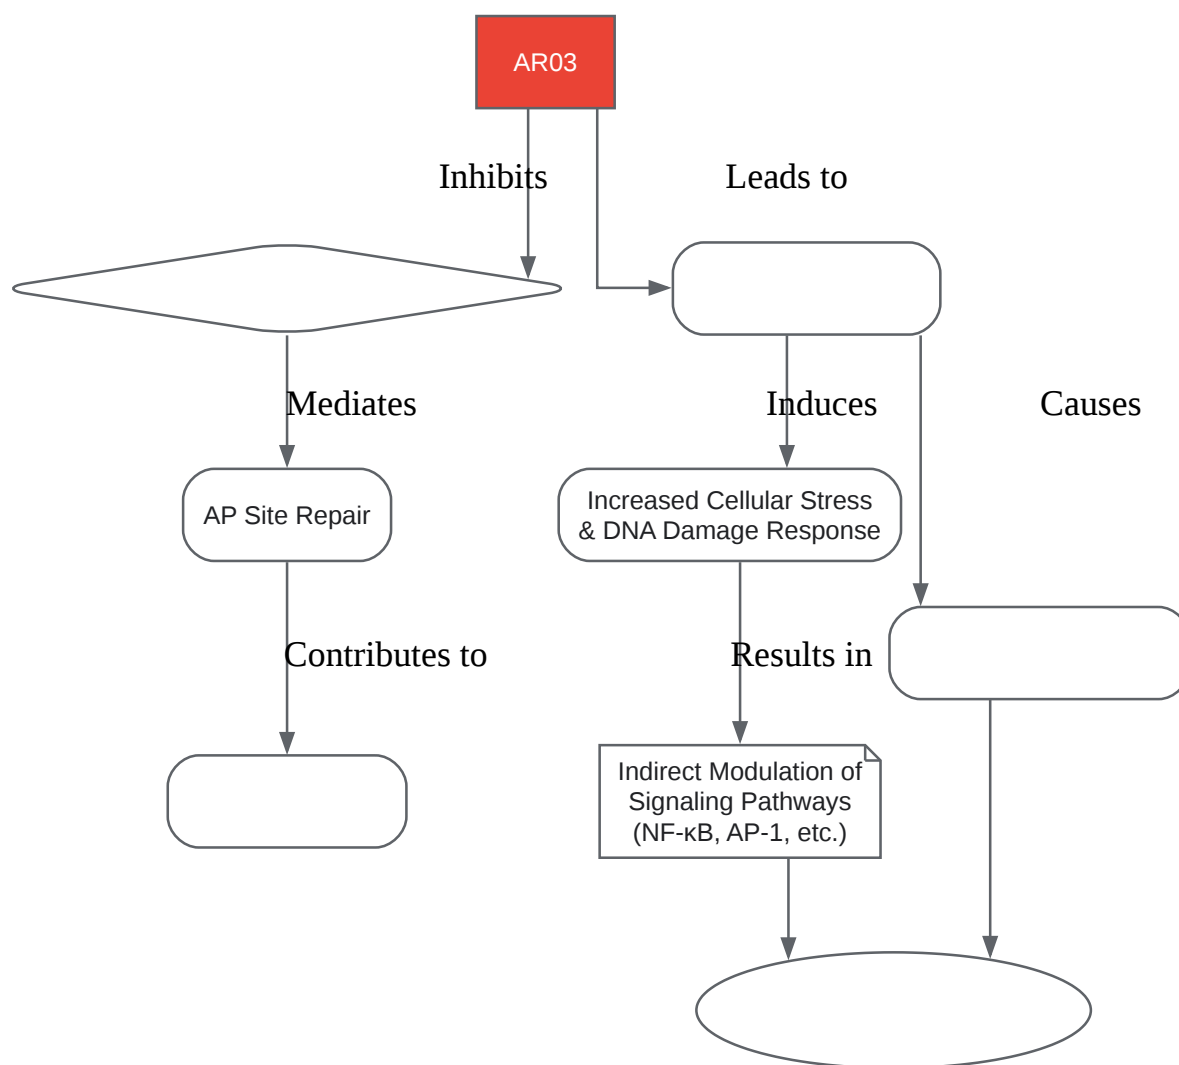 AR03
Inhibits
Leads to
Mediates
Induces
Causes
AP Site Repair
Increased Cellular Stress
& DNA Damage Response
Contributes to
Results in
Indirect Modulation of
Signaling Pathways
(NF-κB, AP-1, etc.)